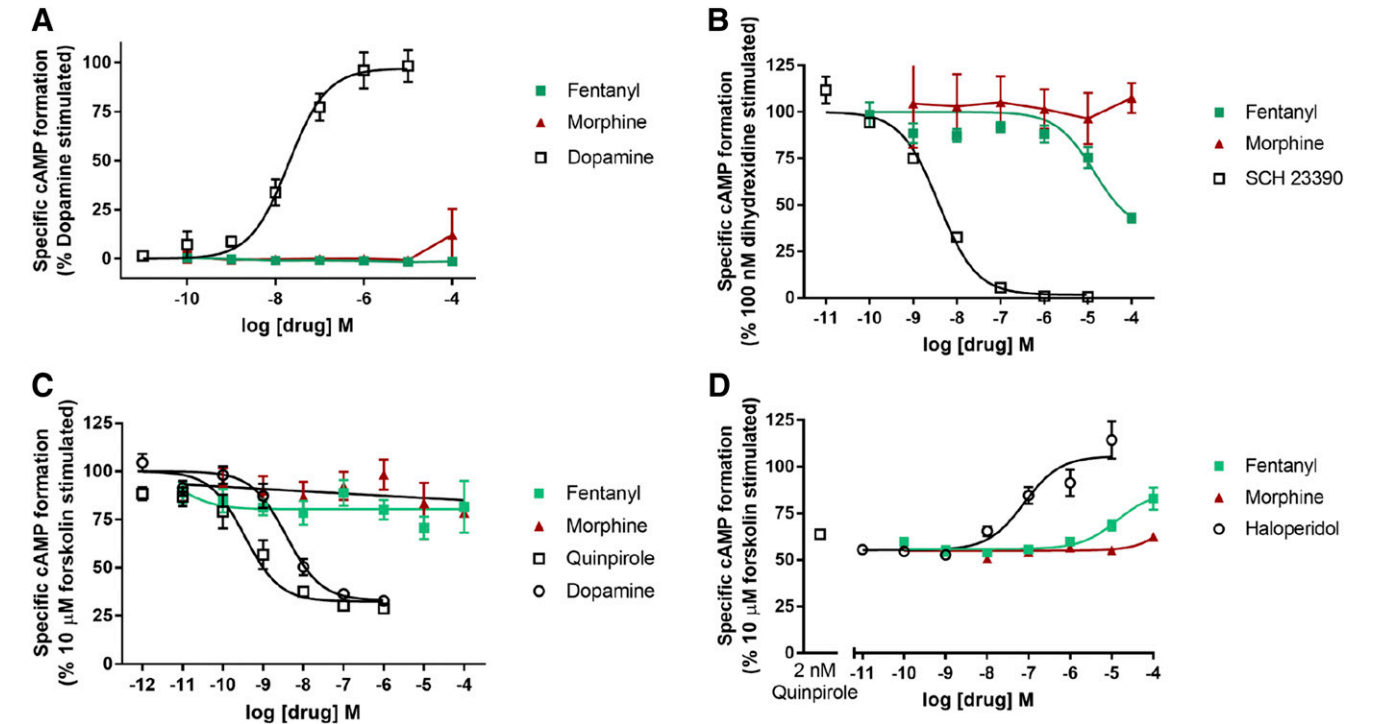 A
Specific cAMP formation
(% Dopamine stimulated)
100
75
50
25
0
-10
-8
-6
-4
log [drug] M
Fentanyl
Morphine
Dopamine
B
Specific cAMP formation
(% 100 nM dihydrexidine stimulated)
125
100
75
50
25
0
-11
-10
-9
-8
-7
-6
-5
-4
log [drug] M
Fentanyl
Morphine
SCH 23390
C
Specific cAMP formation
(% 10 μM forskolin stimulated)
125
100
75
50
25
0
-12
-11
-10
-9
-8
-7
-6
-5
-4
log [drug] M
Fentanyl
Morphine
Quinpirole
Dopamine
D
Specific cAMP formation
(% 10 μM forskolin stimulated)
125
100
75
50
25
0
2 nM
Quinpirole
-11
-10
-9
-8
-7
-6
-5
-4
log [drug] M
Fentanyl
Morphine
Haloperidol